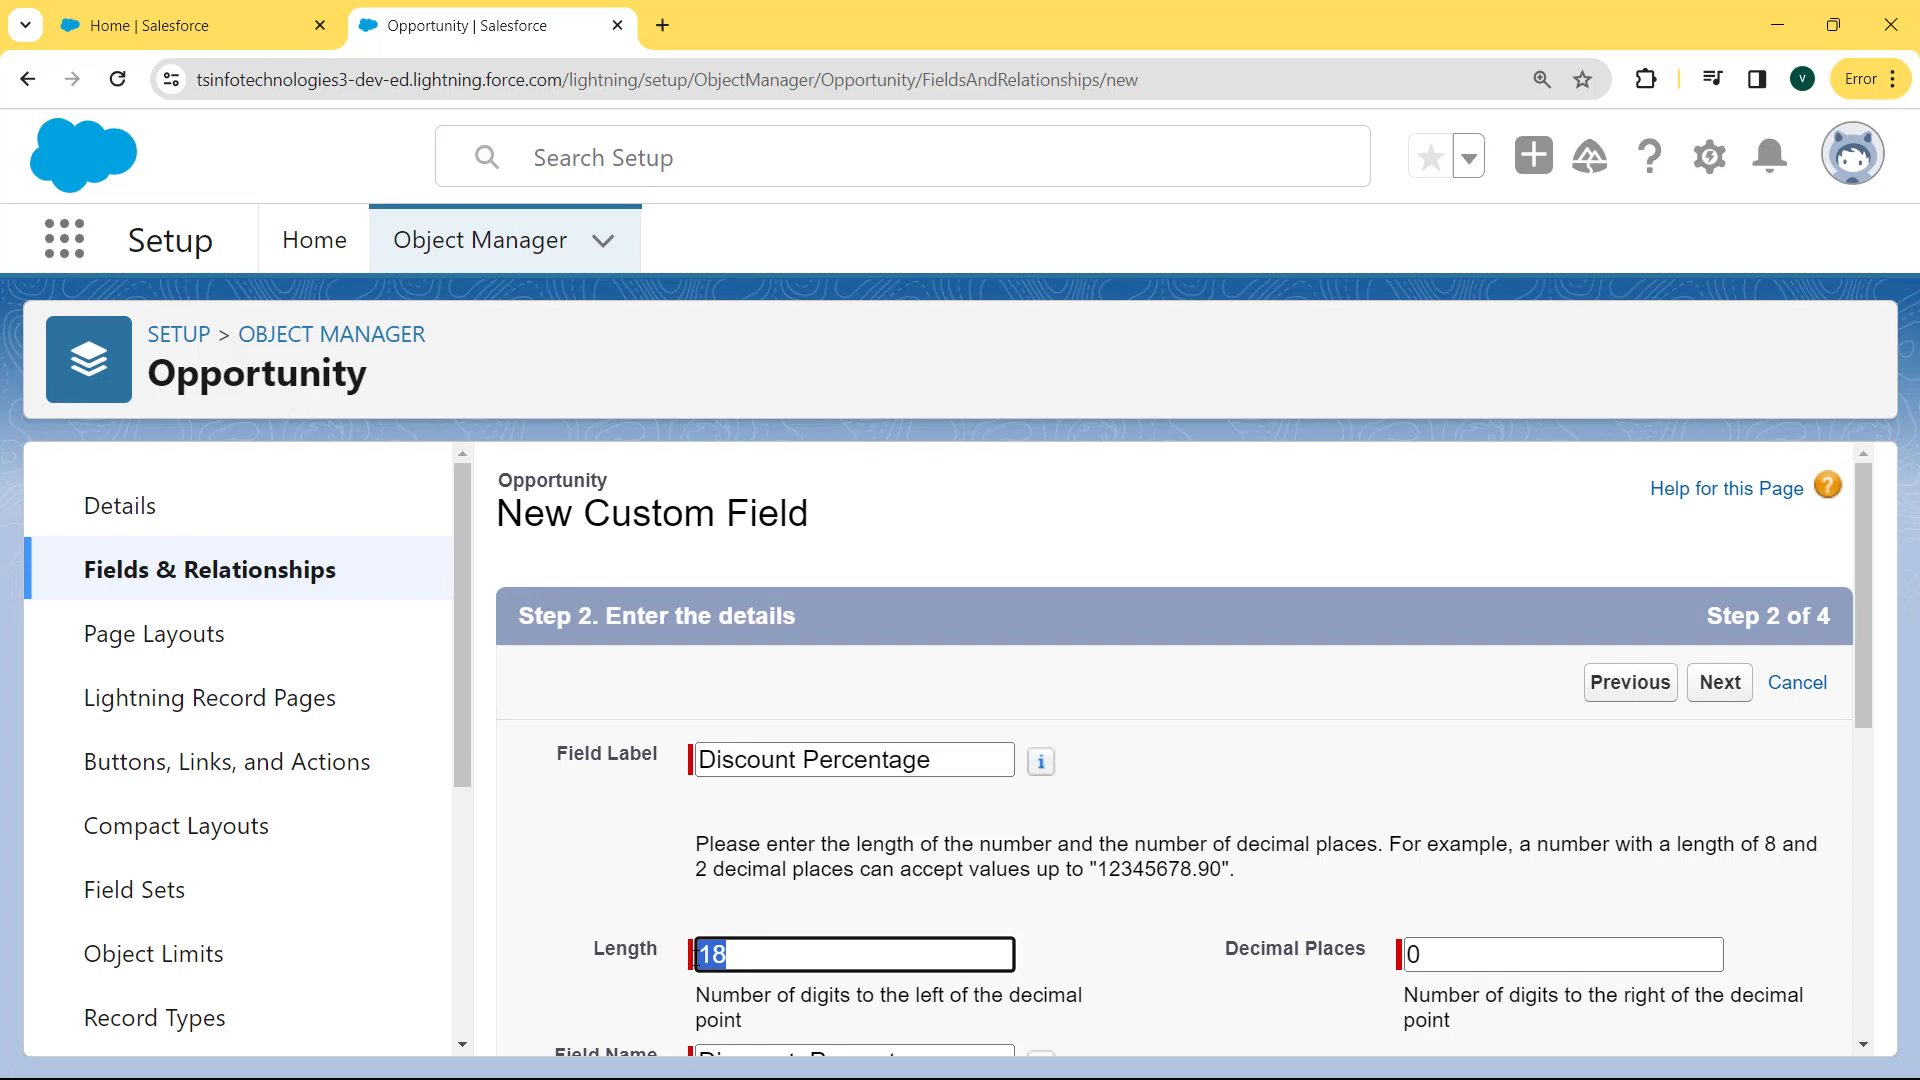 Home | Salesforce
Opportunity | Salesforce
tsinfotechnologies3-dev-ed.lightning.force.com/lightning/setup/ObjectManager/Opportunity/FieldsAndRelationships/new
V
Error
Search Setup
Setup
Home
Object Manager
SETUP > OBJECT MANAGER
Opportunity
Details
Fields & Relationships
Page Layouts
Lightning Record Pages
Buttons, Links, and Actions
Compact Layouts
Field Sets
Object Limits
Record Types
Opportunity
New Custom Field
Help for this Page
Step 2. Enter the details
Step 2 of 4
Previous
Next
Cancel
Field Label
Discount Percentage
Please enter the length of the number and the number of decimal places. For example, a number with a length of 8 and
2 decimal places can accept values up to "12345678.90".
Length
18
Number of digits to the left of the decimal
point
Decimal Places
0
Number of digits to the right of the decimal
point
Field Name